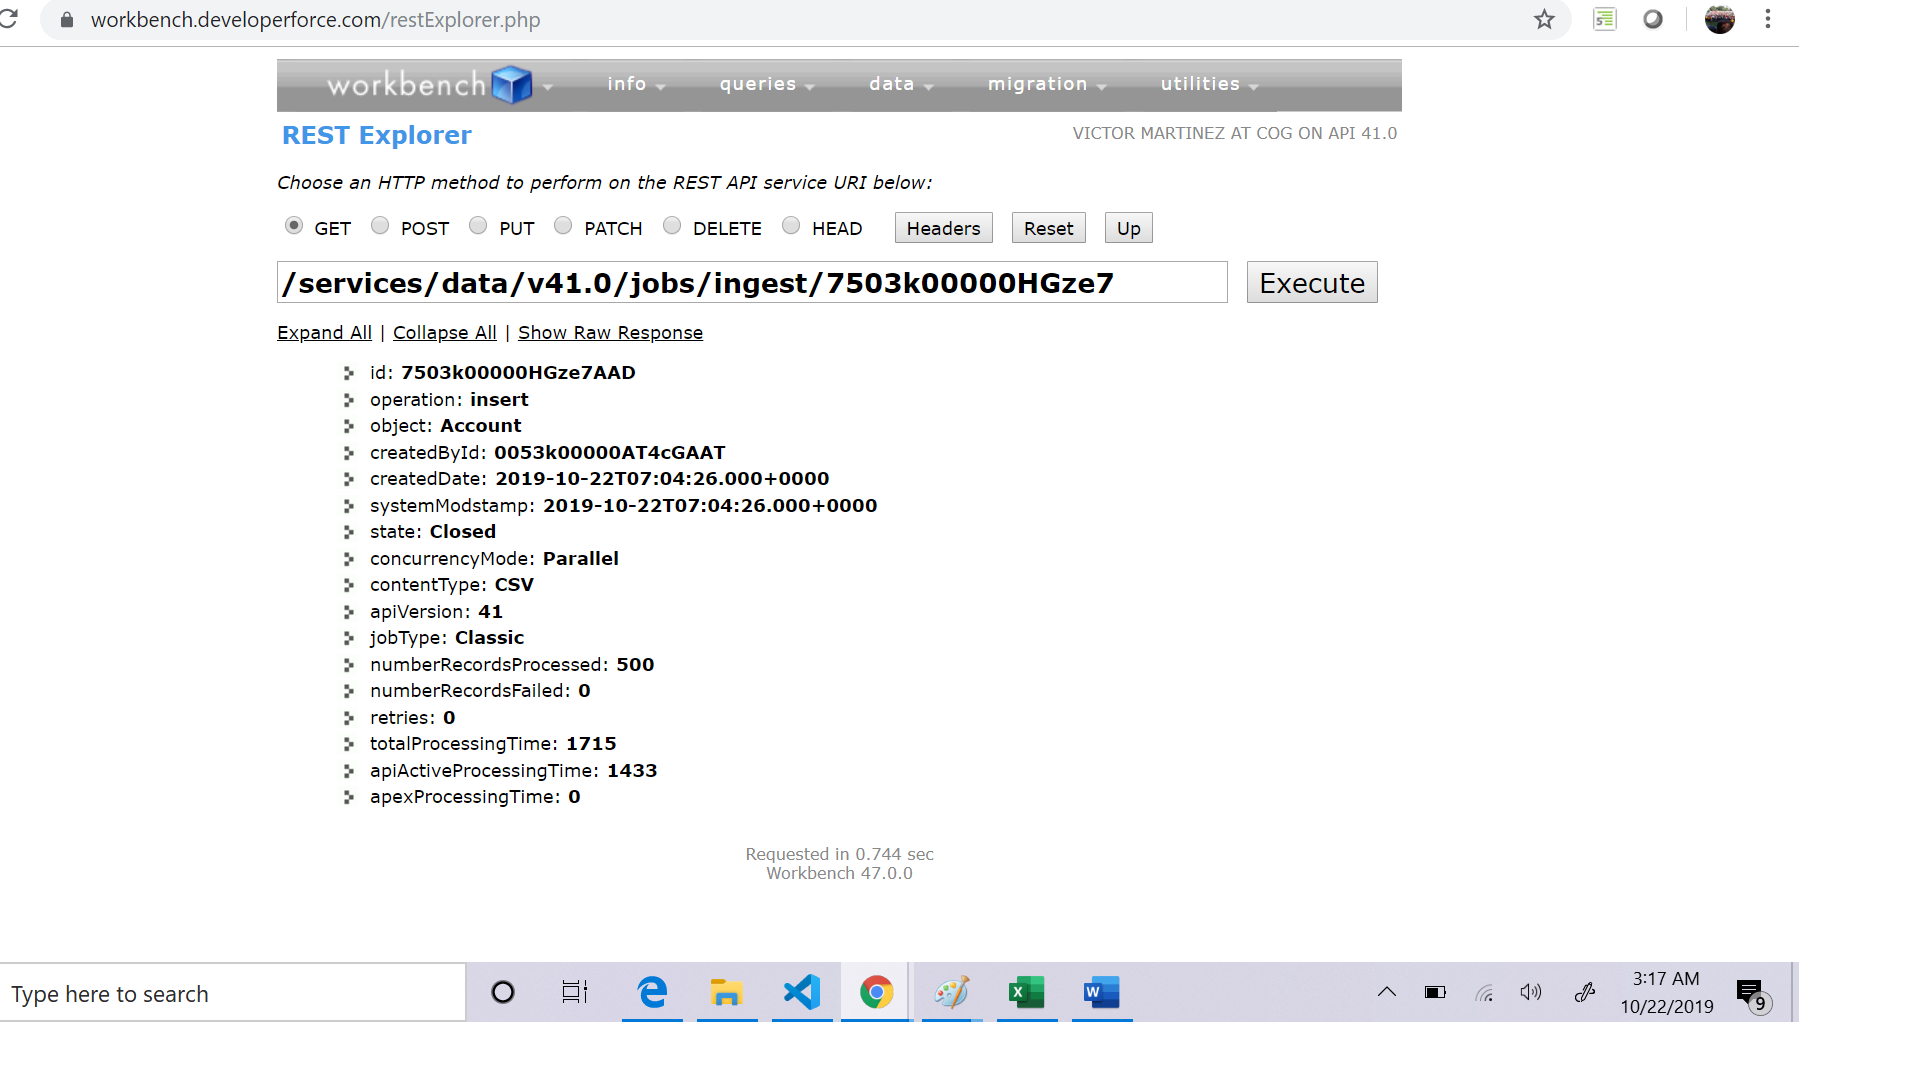 workbench.developerforce.com/restExplorer.php
workbench info queries data migration utilities
REST Explorer VICTOR MARTINEZ AT COG ON API 41.0
Choose an HTTP method to perform on the REST API service URI below:
GET POST PUT PATCH DELETE HEAD Headers Reset Up
/services/data/v41.0/jobs/ingest/7503k00000HGze7 Execute
Expand All | Collapse All | Show Raw Response
id: 7503k00000HGze7AAD
operation: insert
object: Account
createdById: 0053k00000AT4cGAAT
createdDate: 2019-10-22T07:04:26.000+0000
systemModstamp: 2019-10-22T07:04:26.000+0000
state: Closed
concurrencyMode: Parallel
contentType: CSV
apiVersion: 41
jobType: Classic
numberRecordsProcessed: 500
numberRecordsFailed: 0
retries: 0
totalProcessingTime: 1715
apiActiveProcessingTime: 1433
apexProcessingTime: 0
Requested in 0.744 sec
Workbench 47.0.0
Type here to search
3:17 AM
10/22/2019
9